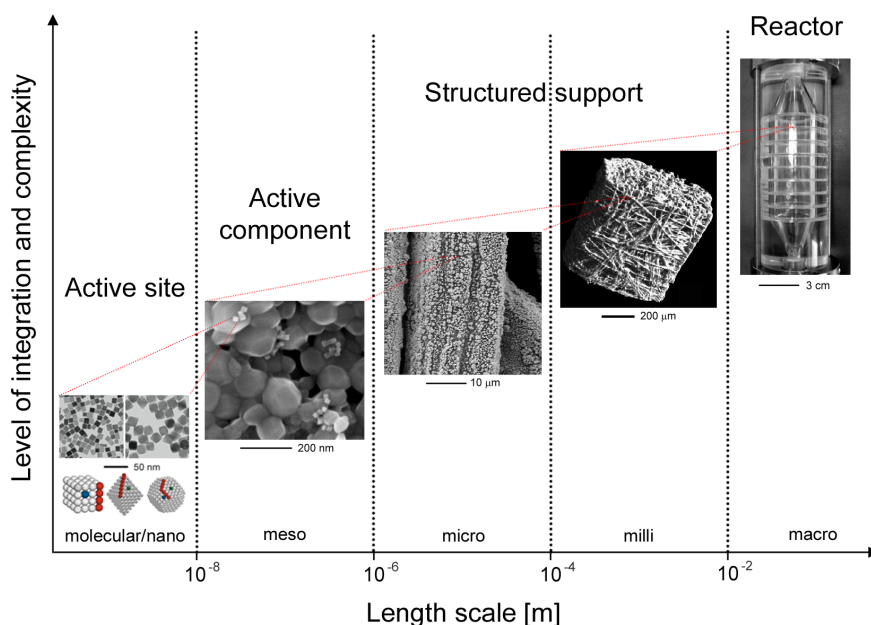 Reactor
Structured support
Active
component
Active site
3 cm
200 μm
10 μm
200 nm
50 nm
Level of integration and complexity
molecular/nano
meso
micro
milli
macro
10⁻⁸
10⁻⁶
10⁻⁴
10⁻²
Length scale [m]